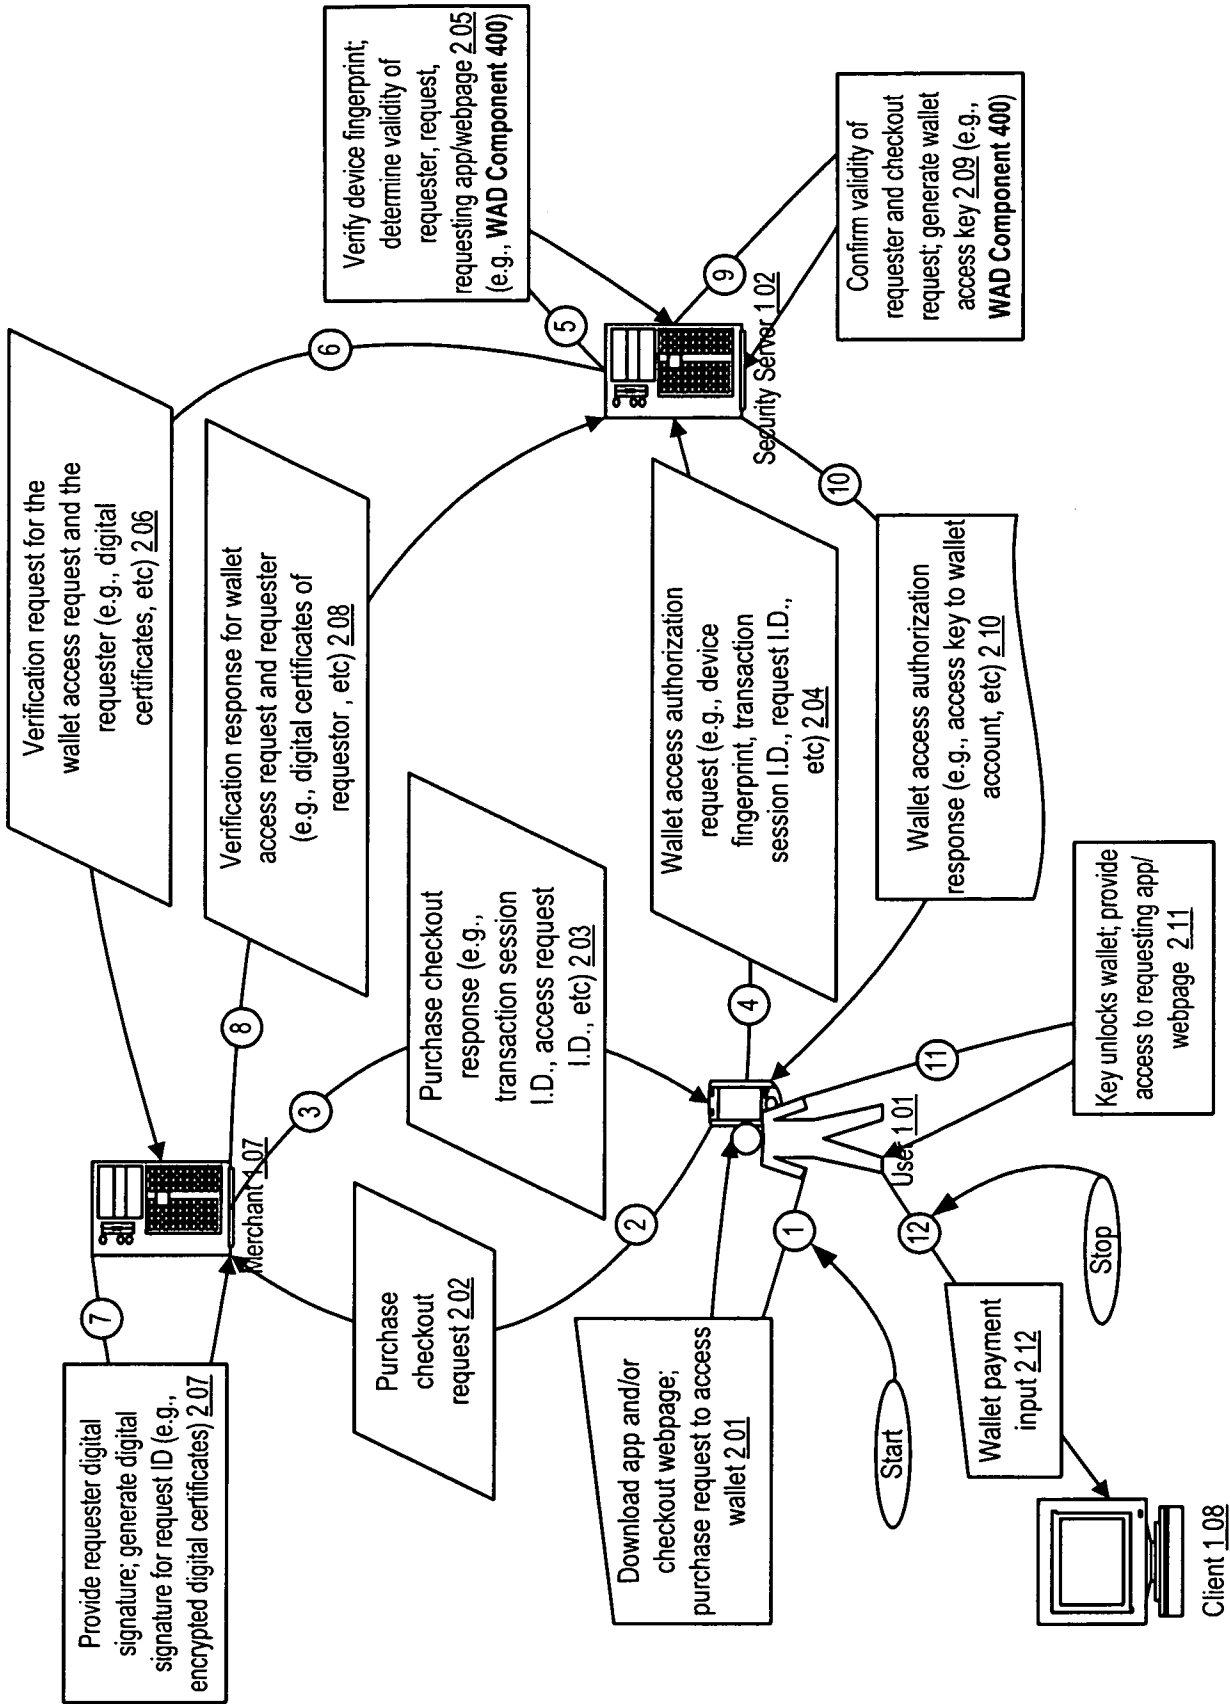 Provide requester digital
signature; generate digital
signature for request ID (e.g.,
encrypted digital certificates) 2 07
7
Merchant 1 07
8
3
Verification request for the
wallet access request and the
requester (e.g., digital
certificates, etc) 2 06
6
Verification response for wallet
access request and requester
(e.g., digital certificates of
requestor , etc) 2 08
Purchase
checkout
request 2 02
2
Purchase checkout
response (e.g.,
transaction session
I.D., access request
I.D., etc) 2 03
Verify device fingerprint;
determine validity of
requester, request,
requesting app/webpage 2 05
(e.g., WAD Component 400)
5
9
Security Server 1 02
10
Download app and/or
checkout webpage;
purchase request to access
wallet 2 01
1
Start
User 1 01
4
Wallet access authorization
request (e.g., device
fingerprint, transaction
session I.D., request I.D.,
etc) 2 04
Confirm validity of
requester and checkout
request; generate wallet
access key 2 09 (e.g.,
WAD Component 400)
Wallet access authorization
response (e.g., access key to wallet
account, etc) 2 10
11
12
Key unlocks wallet; provide
access to requesting app/
webpage 2 11
Stop
Wallet payment
input 2 12
Client 1 08